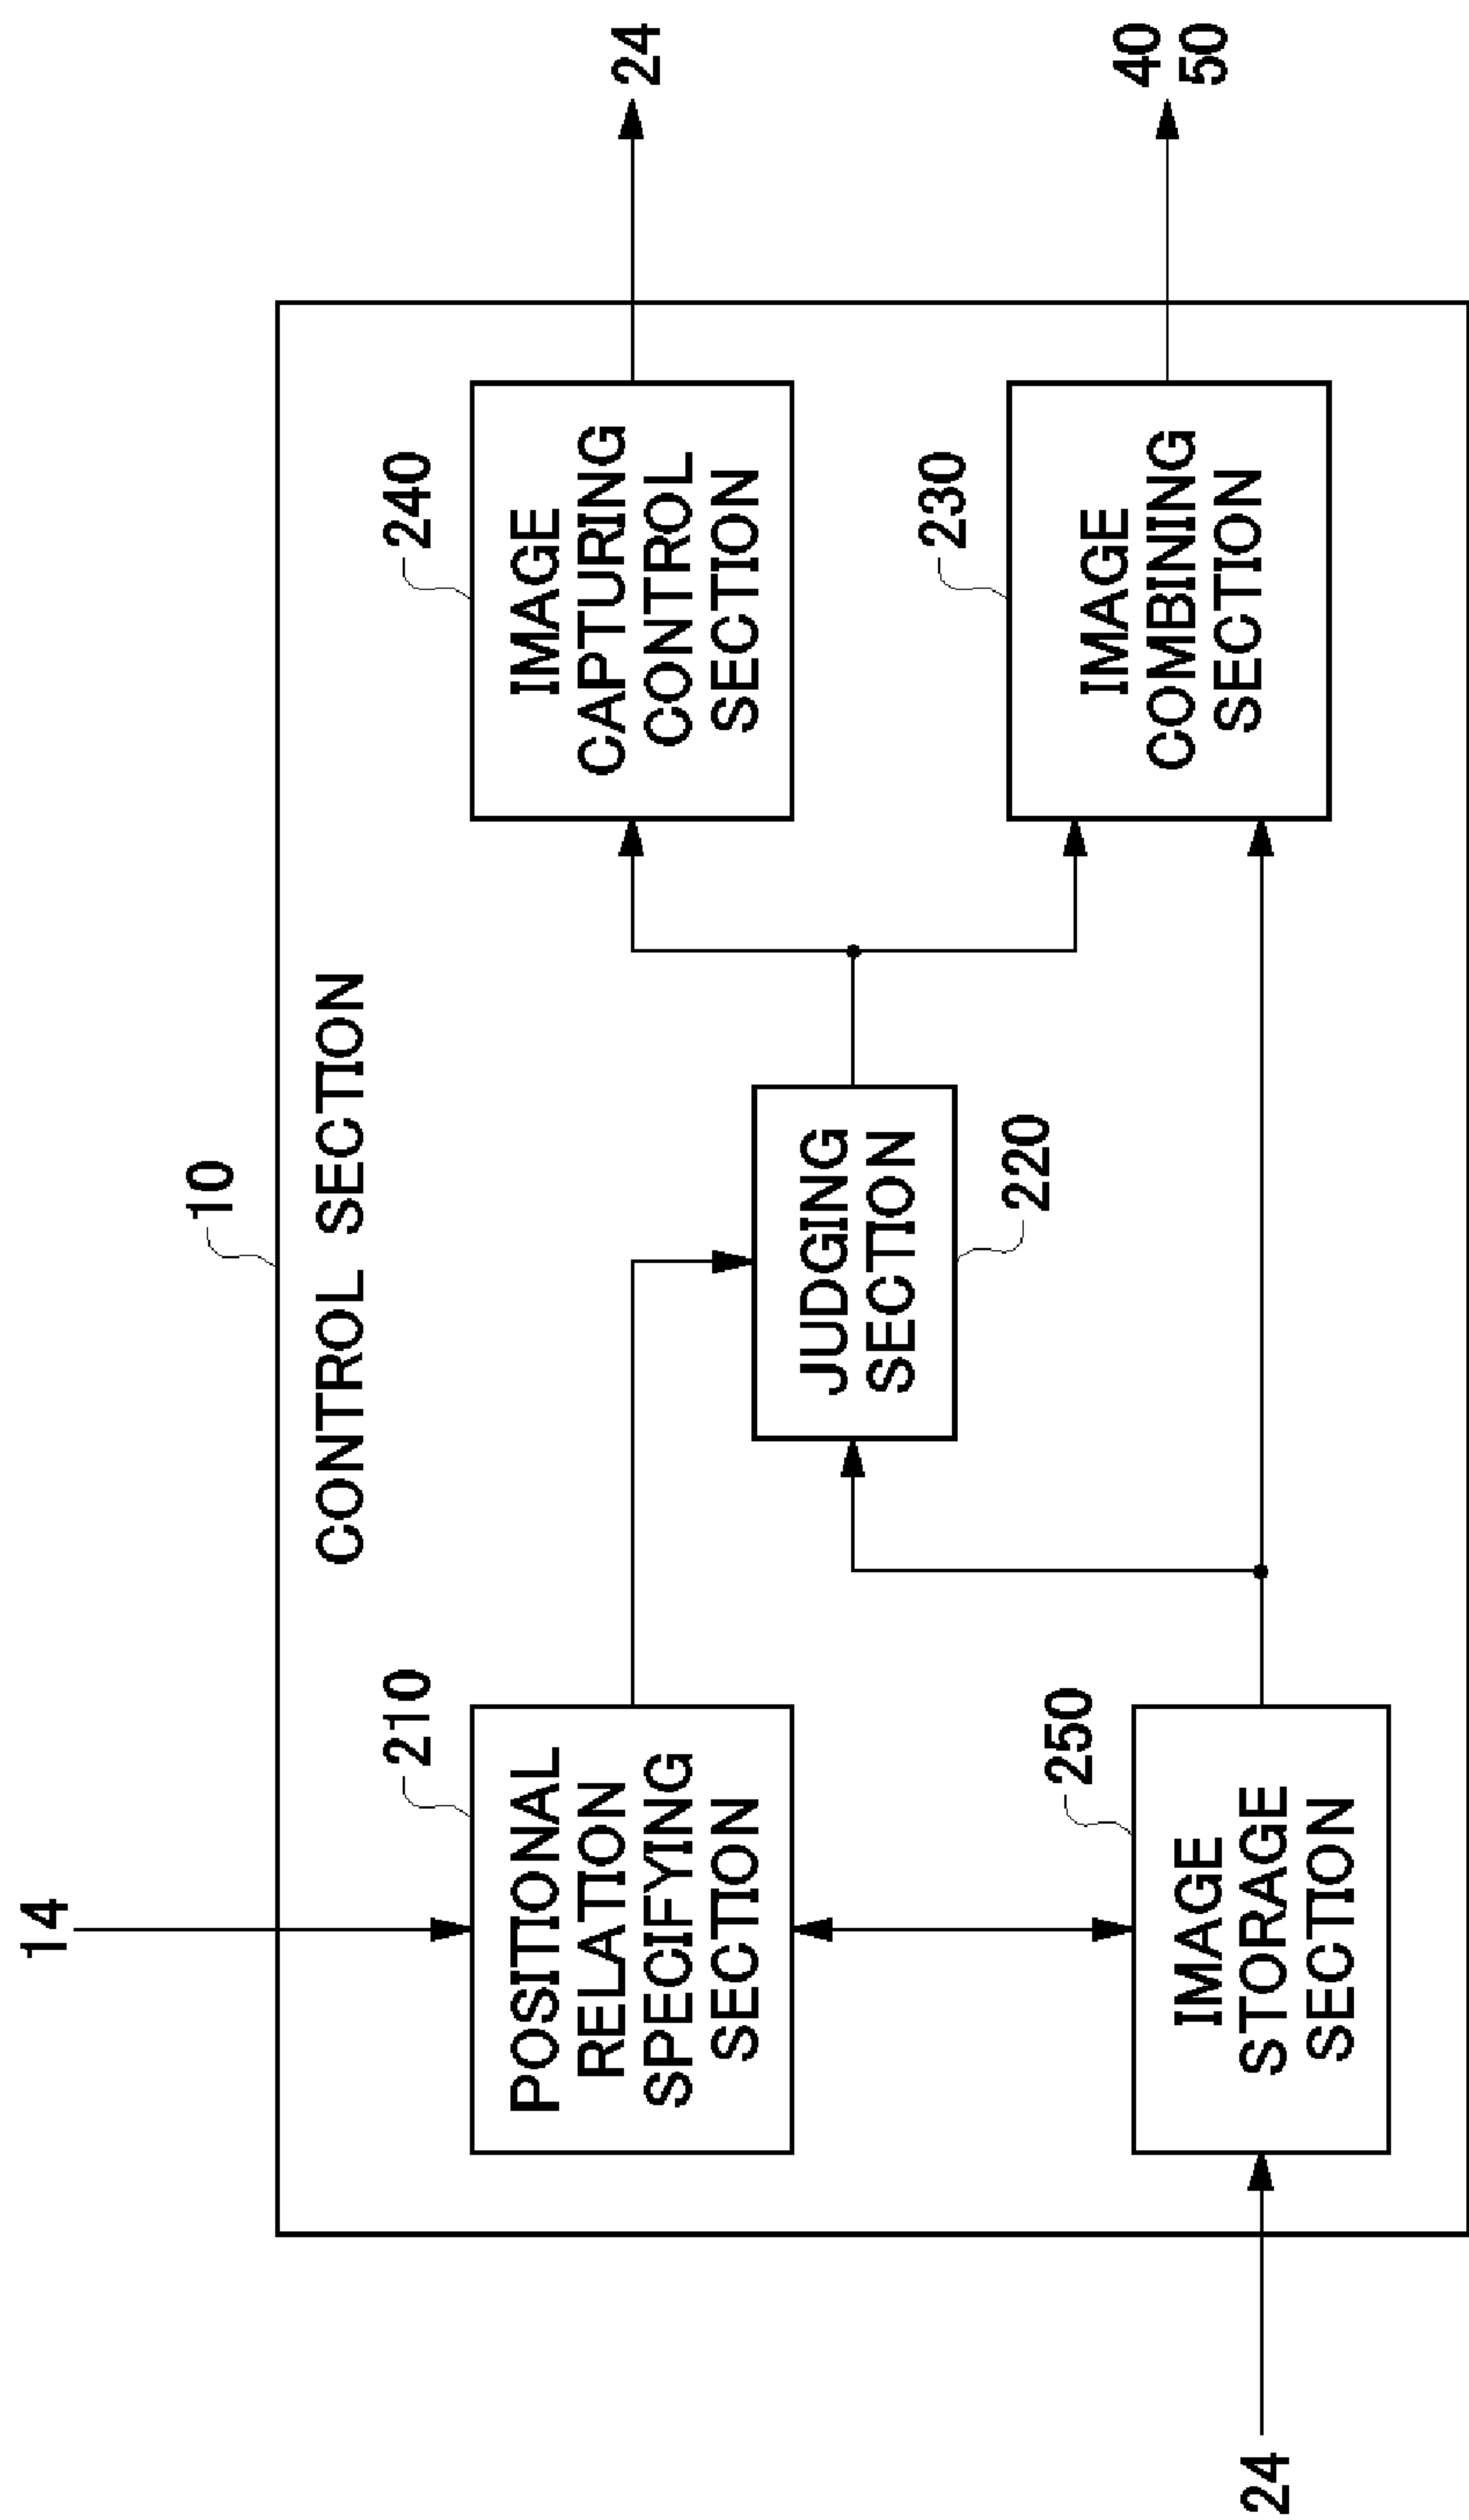 14
10
CONTROL SECTION
210
POSITIONAL
RELATION
SPECIFYING
SECTION
240
IMAGE
CAPTURING
CONTROL
SECTION
24
JUDGING
SECTION
220
250
IMAGE
STORAGE
SECTION
230
IMAGE
COMBINING
SECTION
40
50
24